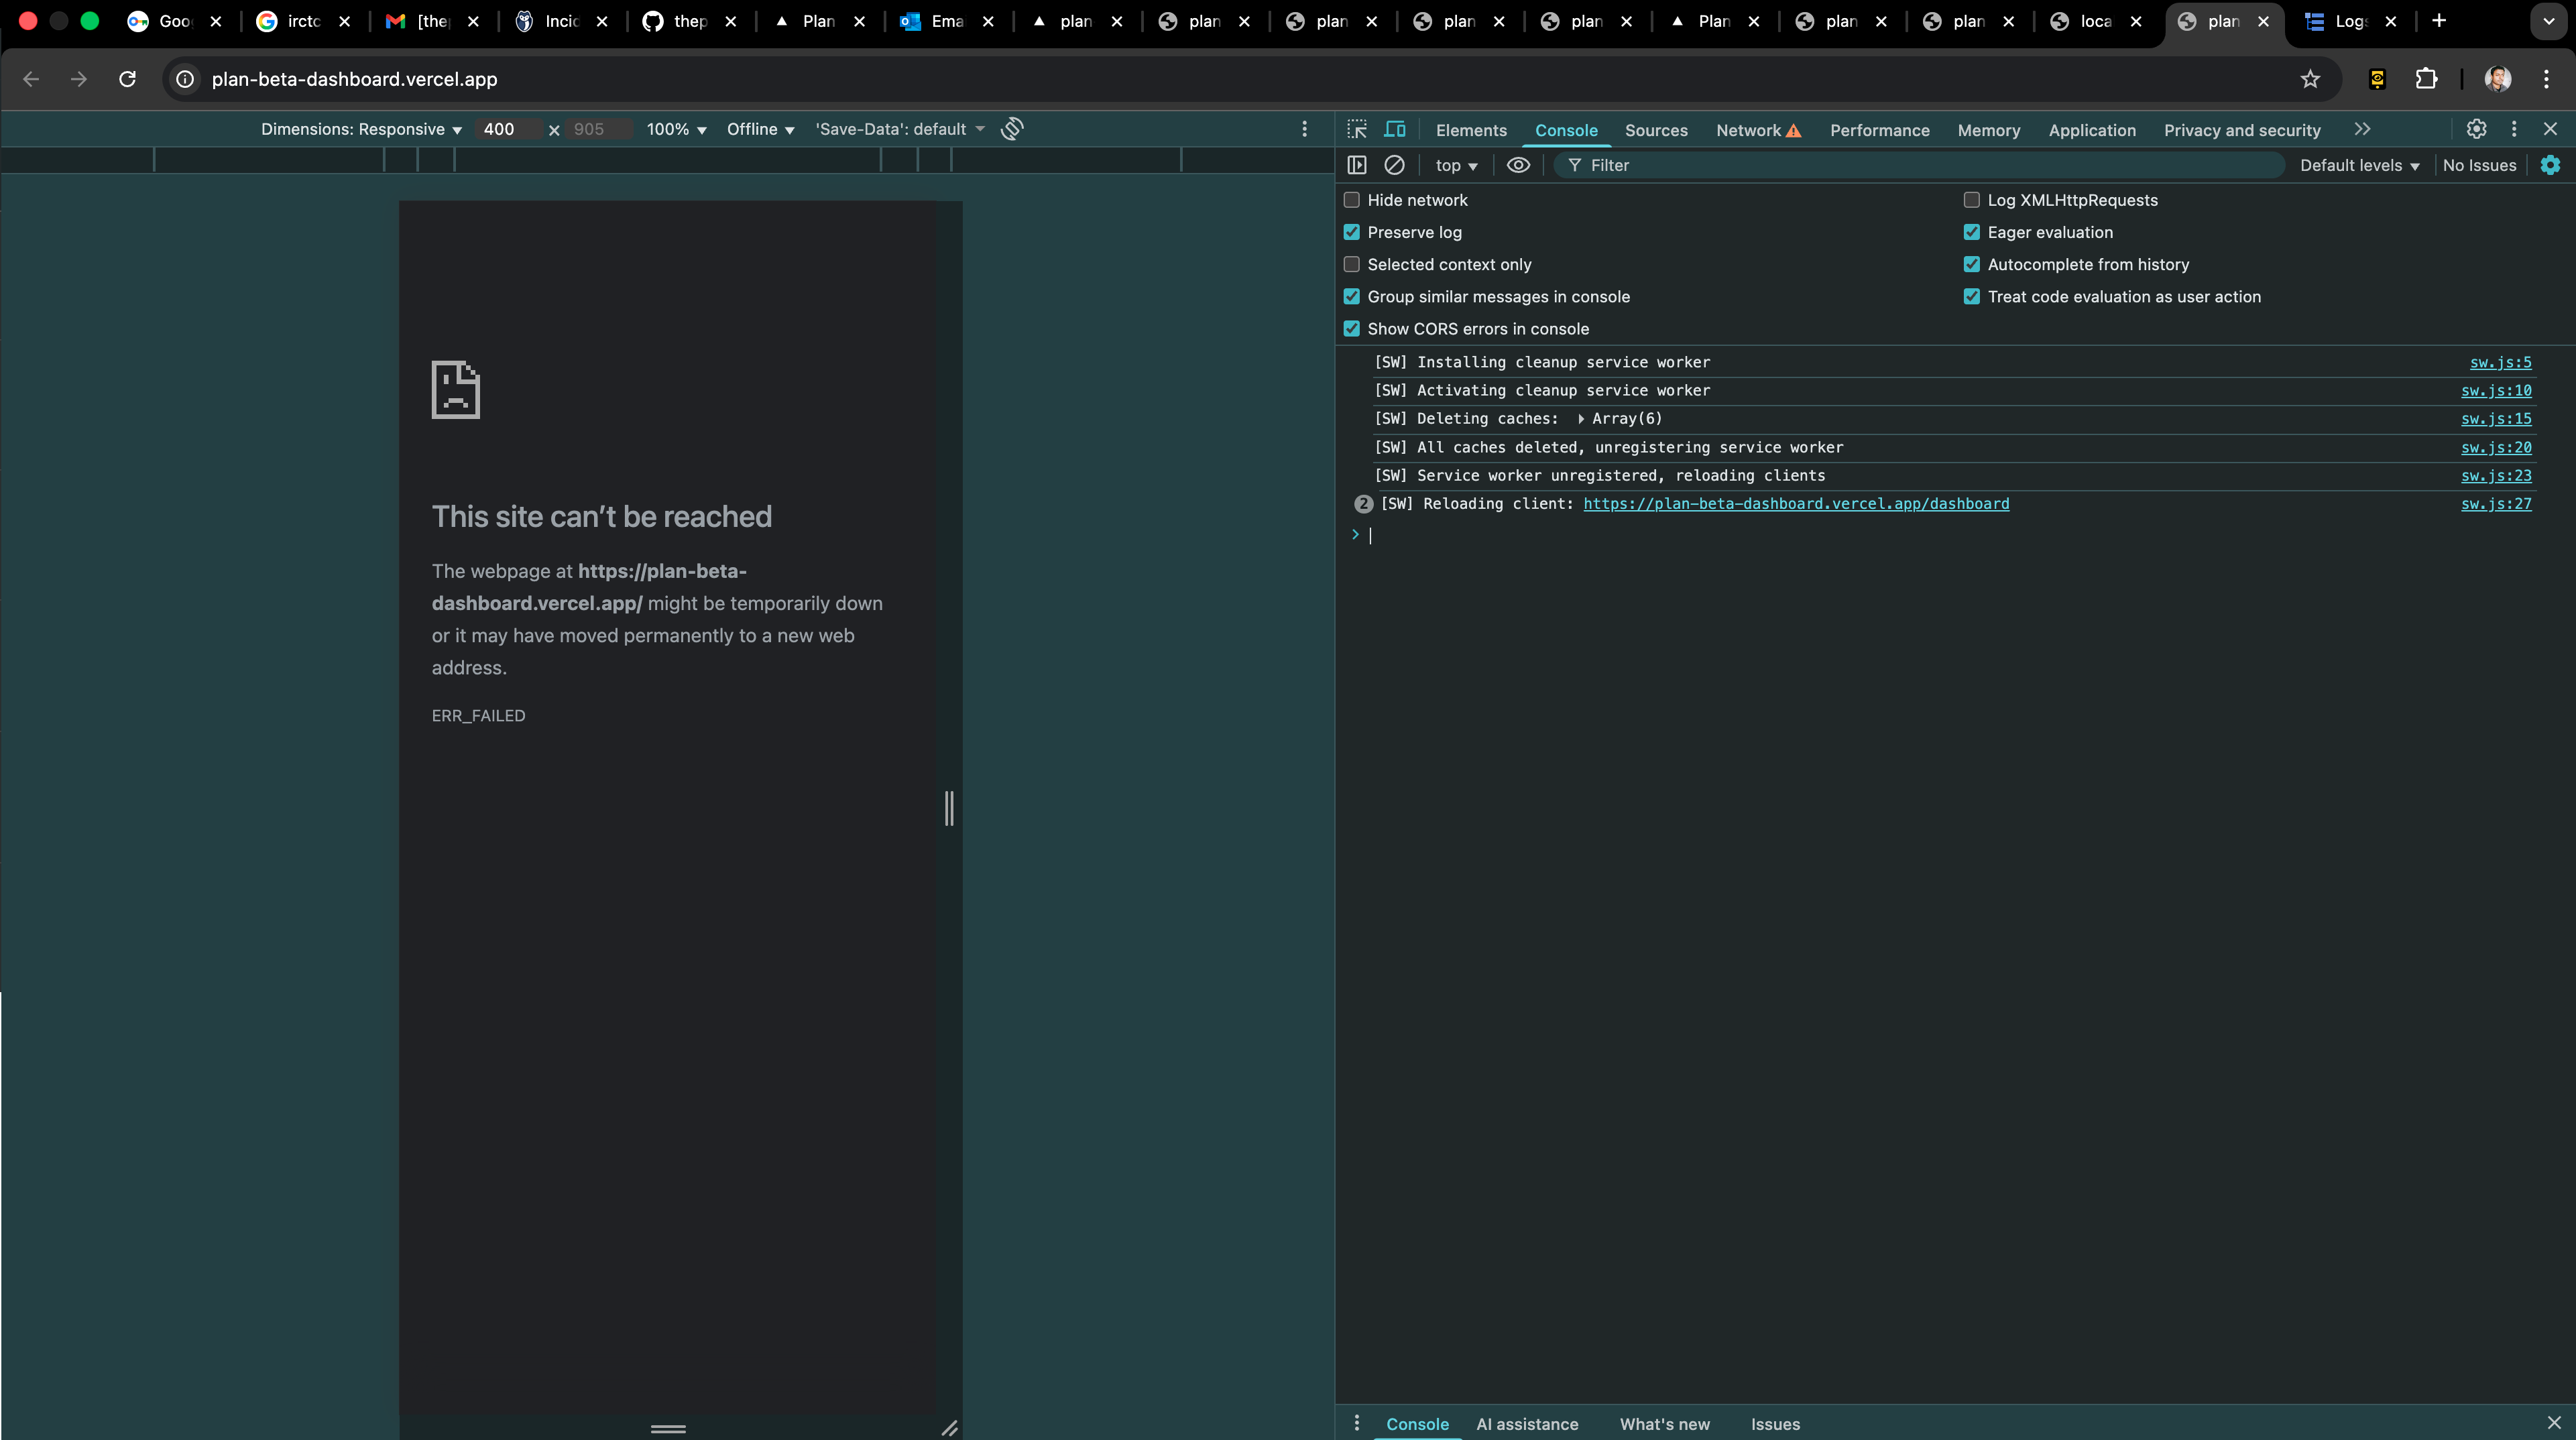 Goo
irctc
[the
Incid
thep
Plan
Ema
plan
plan
plan
plan
plan
Plan
plan
plan
loca
plan
Logs
plan-beta-dashboard.vercel.app
Dimensions: Responsive 400 x 905 100% Offline 'Save-Data': default
Elements Console Sources Network Performance Memory Application Privacy and security
top Filter Default levels No Issues
Hide network Log XMLHttpRequests
Preserve log Eager evaluation
Selected context only Autocomplete from history
Group similar messages in console Treat code evaluation as user action
Show CORS errors in console
[SW] Installing cleanup service worker sw.js:5
[SW] Activating cleanup service worker sw.js:10
[SW] Deleting caches: Array(6) sw.js:15
[SW] All caches deleted, unregistering service worker sw.js:20
[SW] Service worker unregistered, reloading clients sw.js:23
2 [SW] Reloading client: https://plan-beta-dashboard.vercel.app/dashboard sw.js:27
This site can’t be reached
The webpage at https://plan-beta-
dashboard.vercel.app/ might be temporarily down
or it may have moved permanently to a new web
address.
ERR_FAILED
Console AI assistance What's new Issues